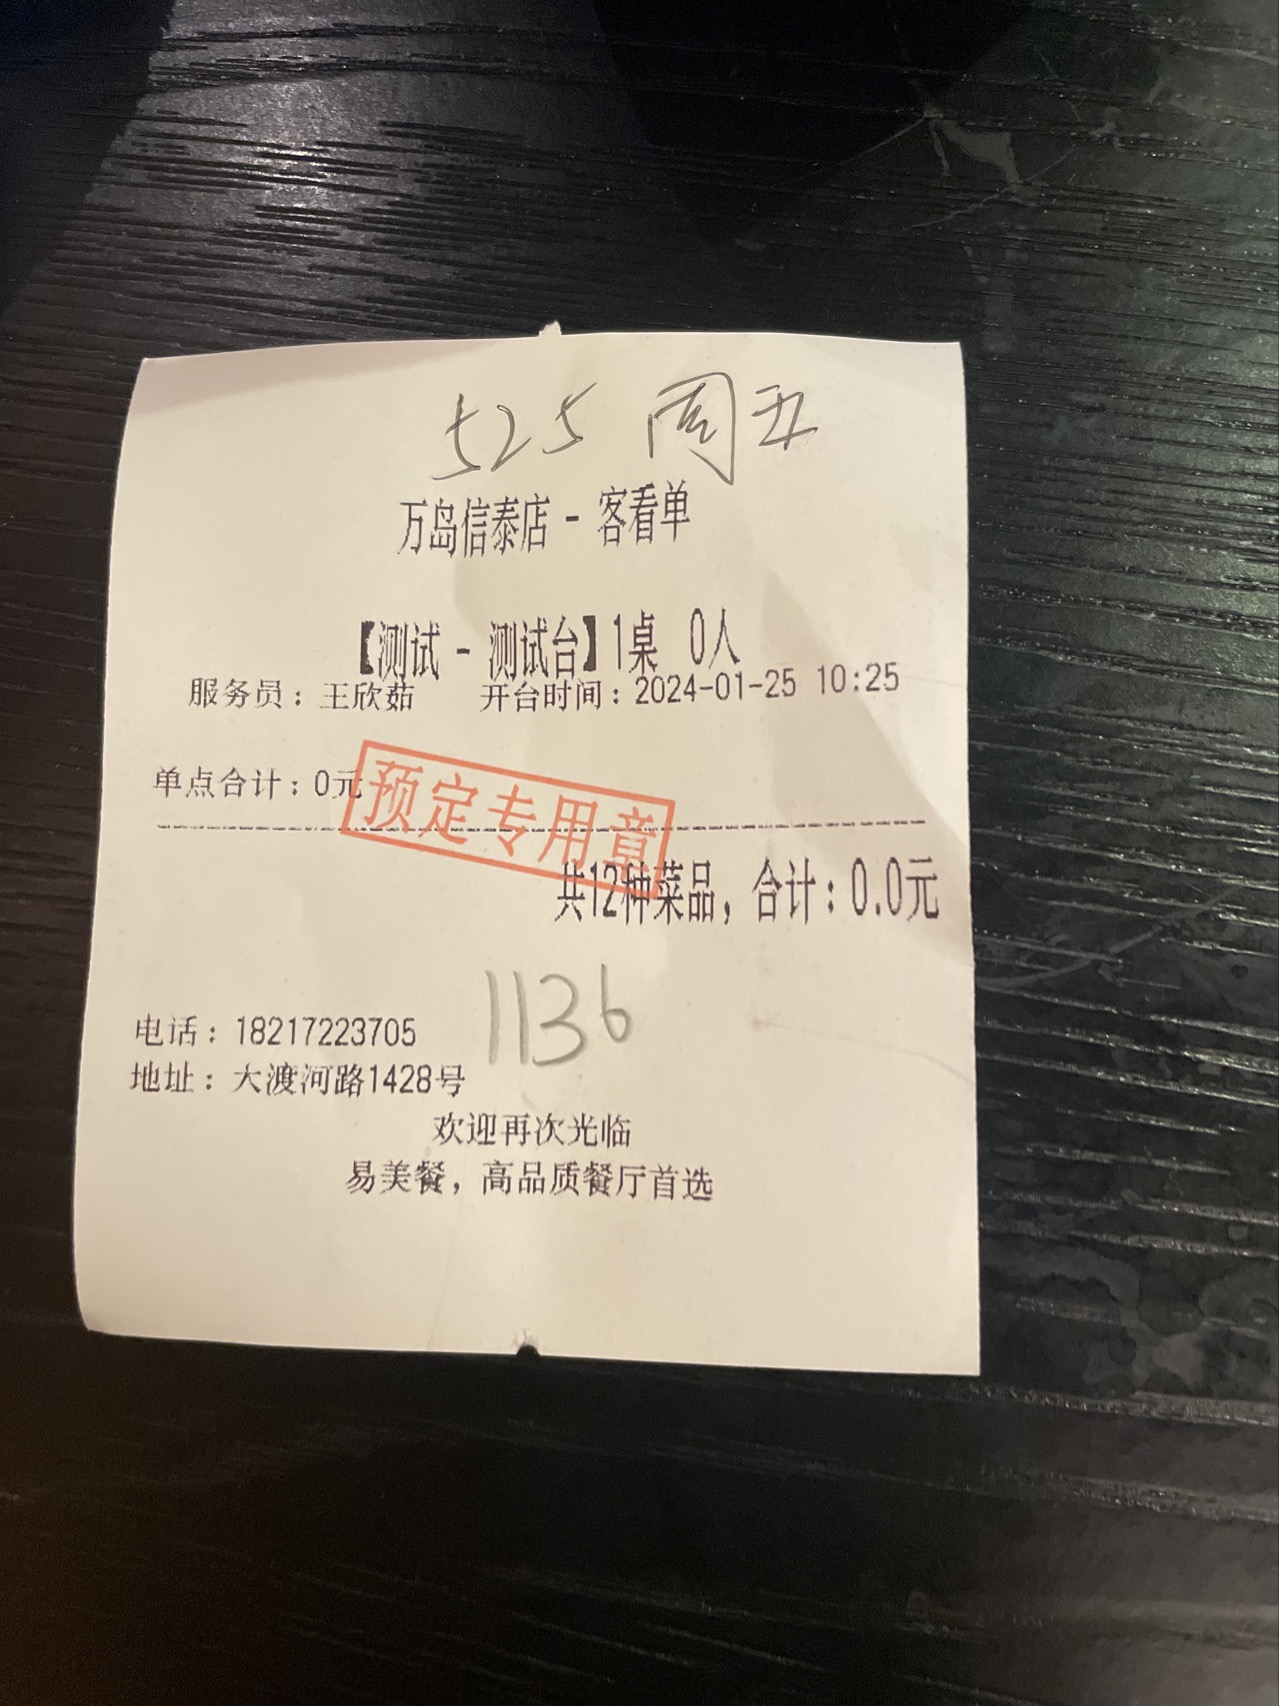 525 周五
万岛信泰店 - 客看单
【测试 - 测试台】1桌 0人
服务员：王欣茹 开台时间：2024-01-25 10:25
单点合计：0元
预定专用章
共12种菜品，合计：0.0元
1136
电话：18217223705
地址：大渡河路1428号
欢迎再次光临
易美餐，高品质餐厅首选